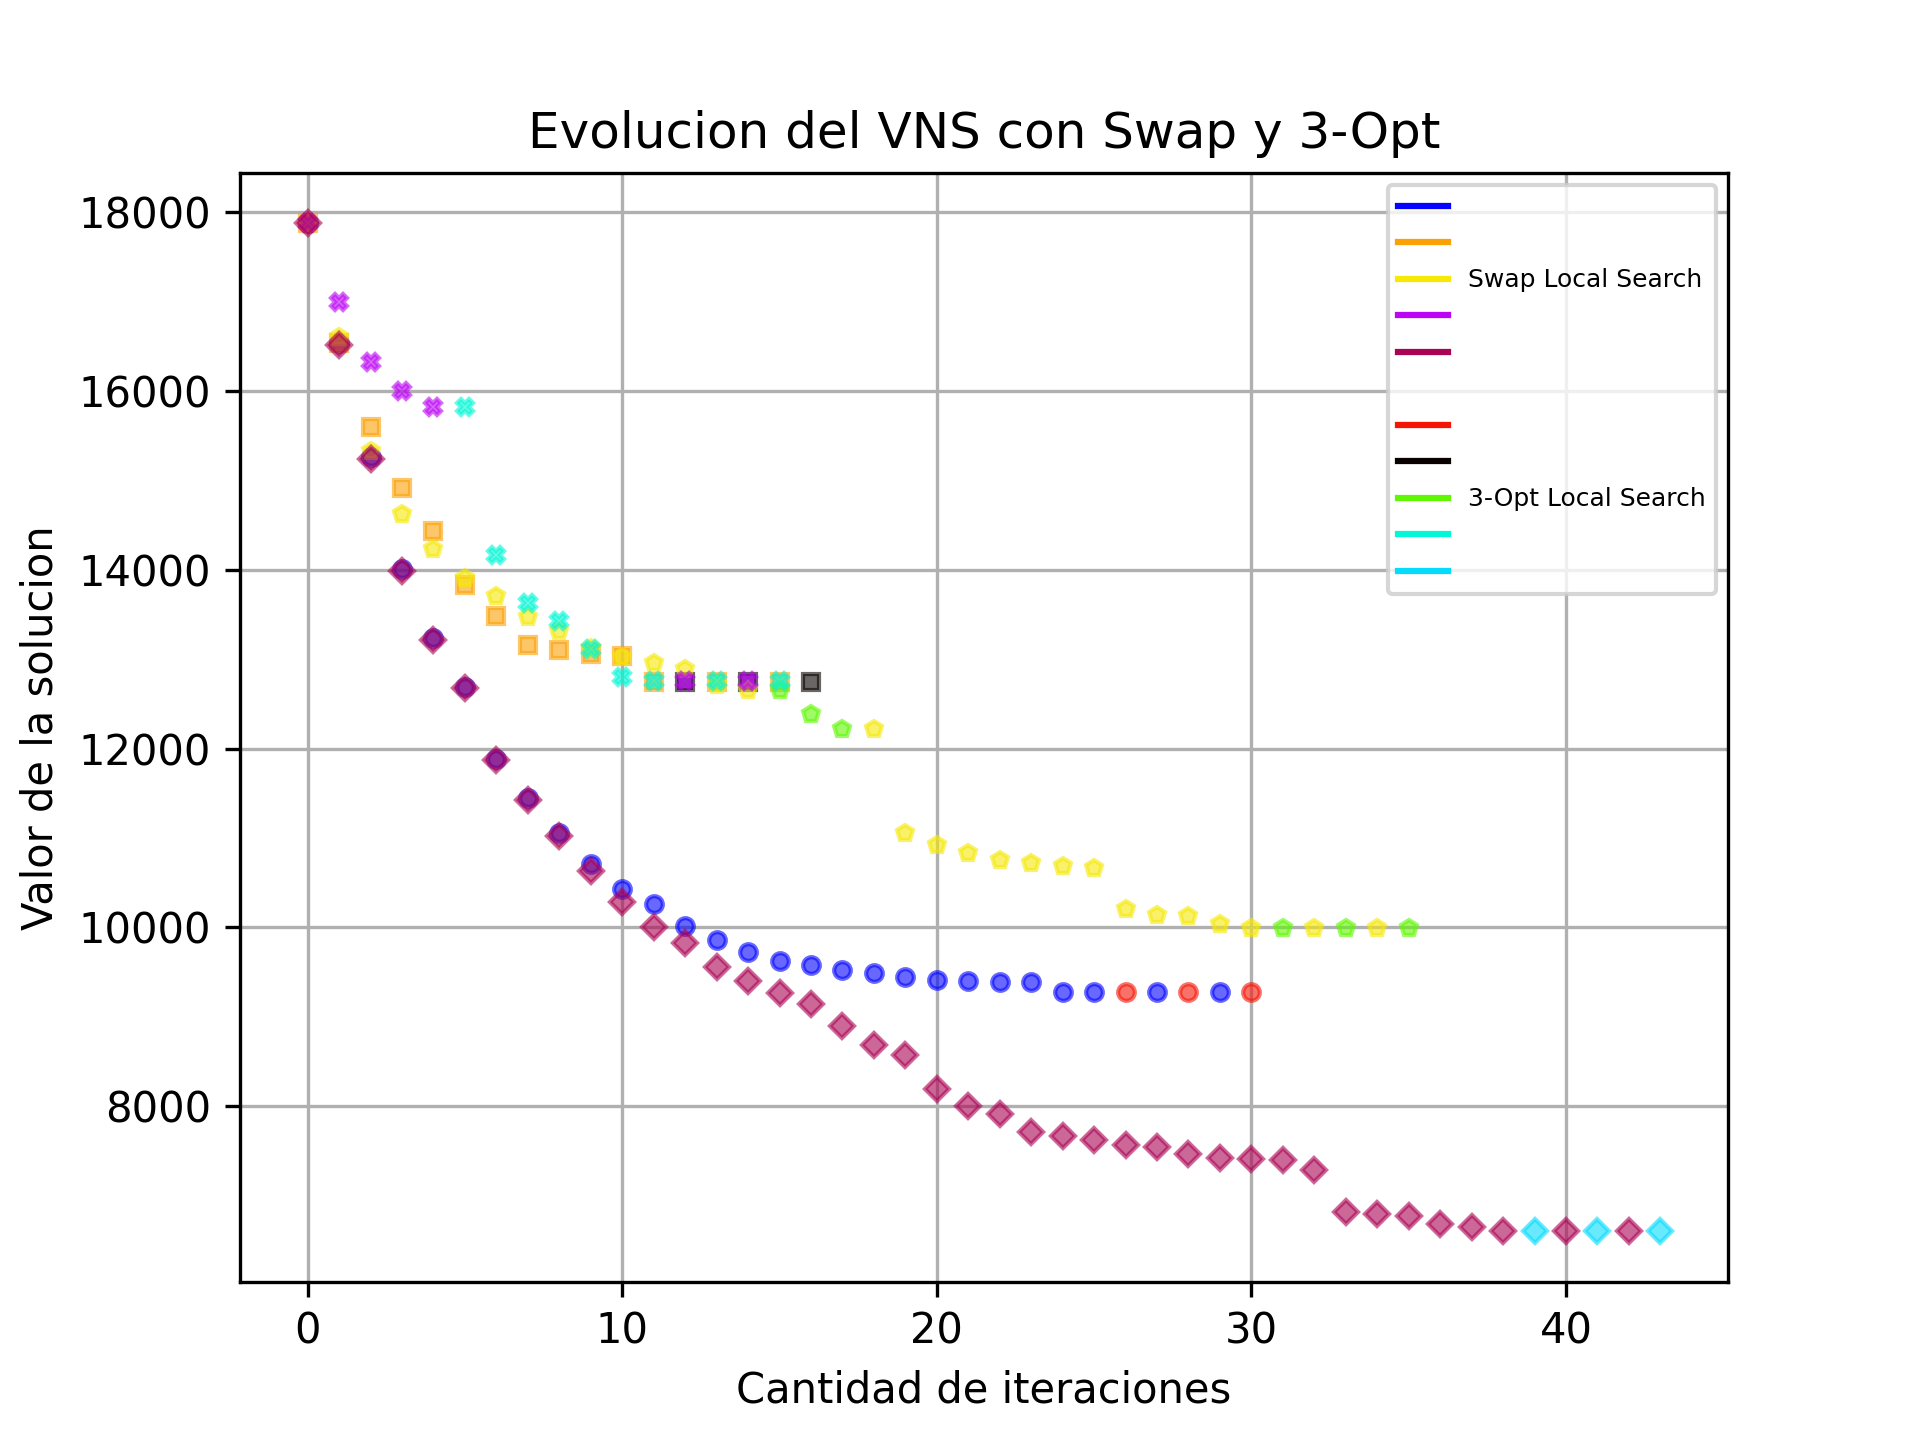 Evolucion del VNS con Swap y 3-Opt
18000
16000
14000
12000
10000
8000
Valor de la solucion
Swap Local Search
3-Opt Local Search
0 10 20 30 40
Cantidad de iteraciones